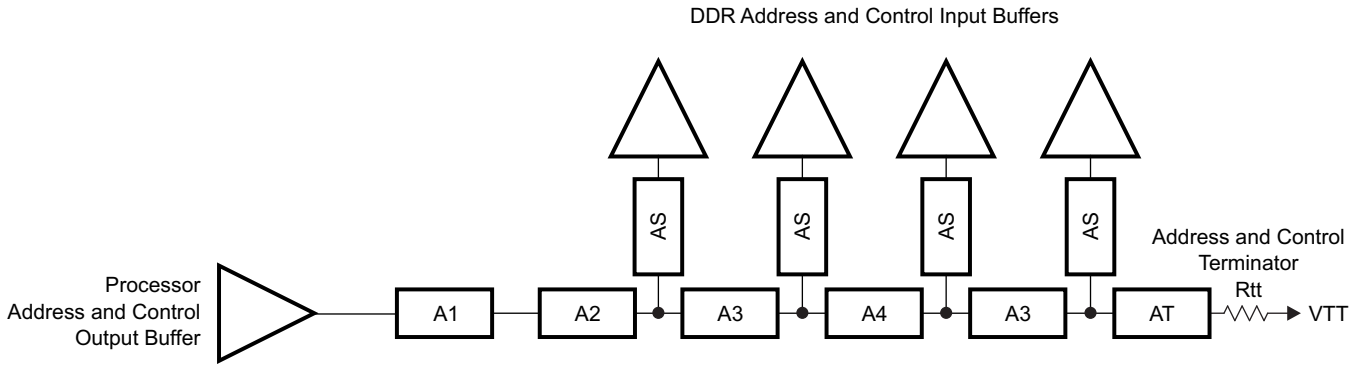 DDR Address and Control Input Buffers
AS
AS
AS
AS
Address and Control
Terminator
Rtt
Processor
Address and Control
Output Buffer
A1
A2
A3
A4
A3
AT
VTT